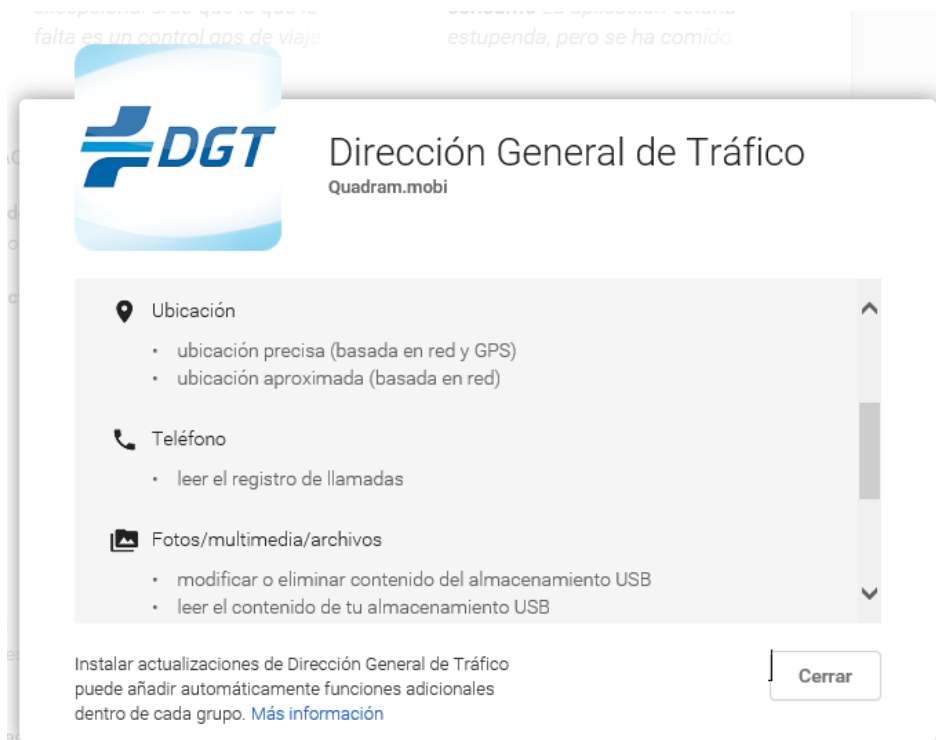 falta es un control gps de viaje
estupenda, pero se ha comido
DGT
Dirección General de Tráfico
Quadram.mobi
Ubicación
• ubicación precisa (basada en red y GPS)
• ubicación aproximada (basada en red)
Teléfono
• leer el registro de llamadas
Fotos/multimedia/archivos
• modificar o eliminar contenido del almacenamiento USB
• leer el contenido de tu almacenamiento USB
Instalar actualizaciones de Dirección General de Tráfico
puede añadir automáticamente funciones adicionales
dentro de cada grupo. Más información
Cerrar